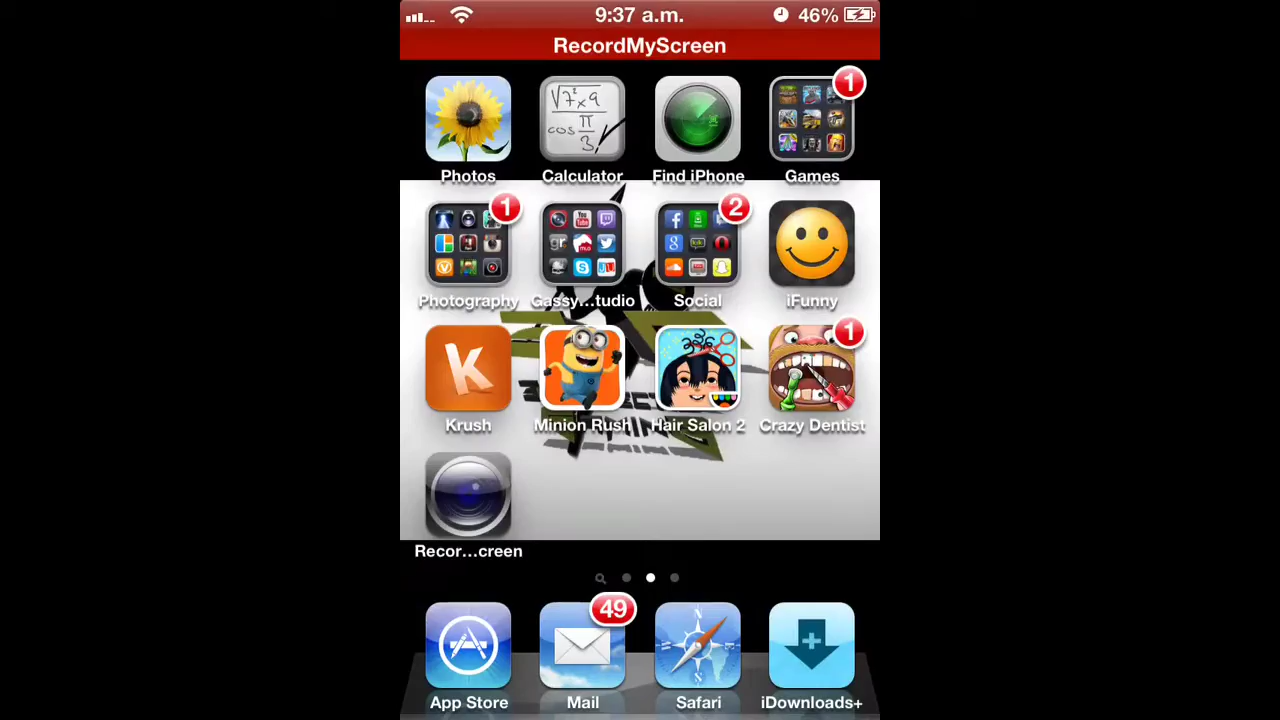 9:37 a.m. 46%
RecordMyScreen
1
Photos Calculator Find iPhone Games
1 2
Photography Gassy...tudio Social iFunny
1
Krush Minion Rush Hair Salon 2 Crazy Dentist
Recor...creen
49
App Store Mail Safari iDownloads+